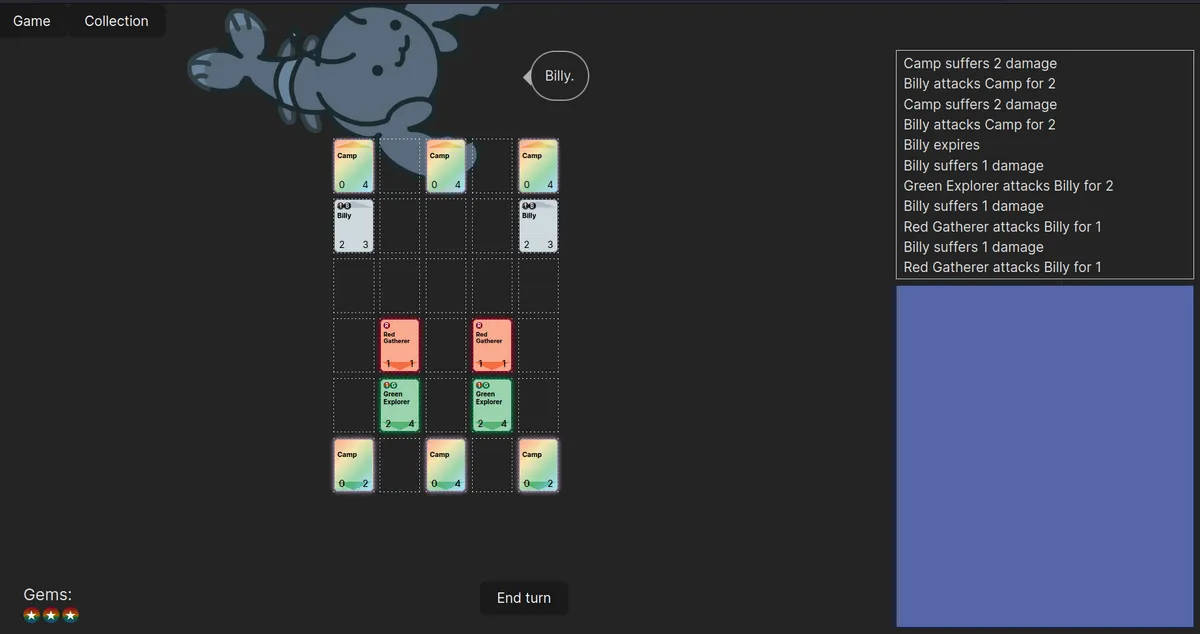 Game Collection
Billy.
Camp suffers 2 damage
Billy attacks Camp for 2
Camp suffers 2 damage
Billy attacks Camp for 2
Billy expires
Billy suffers 1 damage
Green Explorer attacks Billy for 2
Billy suffers 1 damage
Red Gatherer attacks Billy for 1
Billy suffers 1 damage
Red Gatherer attacks Billy for 1
Camp Camp Camp
0 4 0 4 0 4
1 B 1 B
Billy Billy
2 3 2 3
R R
Red Red
Gatherer Gatherer
1 1 1 1
1 G 1 G
Green Green
Explorer Explorer
2 4 2 4
Camp Camp Camp
0 2 0 4 0 2
Gems:
End turn